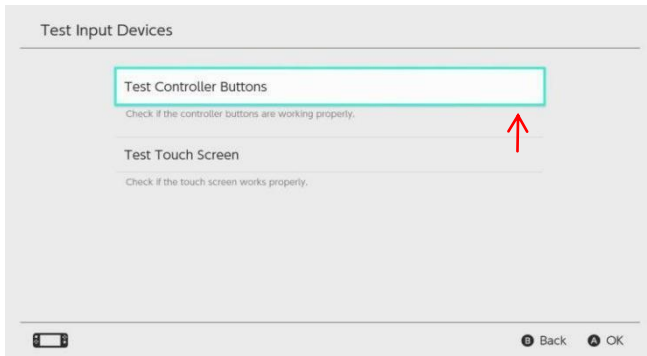 Test Input Devices
Test Controller Buttons
Check if the controller buttons are working properly.
Test Touch Screen
Check if the touch screen works properly.
B Back A OK